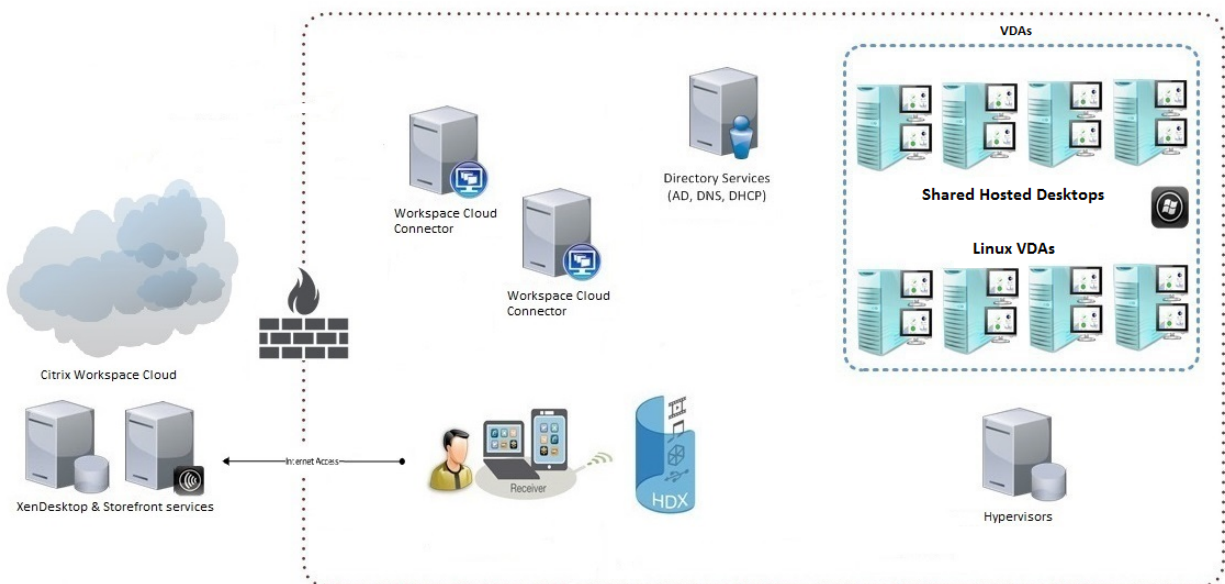 VDAs
Shared Hosted Desktops
Linux VDAs
Directory Services
(AD, DNS, DHCP)
Workspace Cloud
Connector
Workspace Cloud
Connector
Citrix Workspace Cloud
XenDesktop & Storefront services
Internet Access
Receiver
HDX
Hypervisors